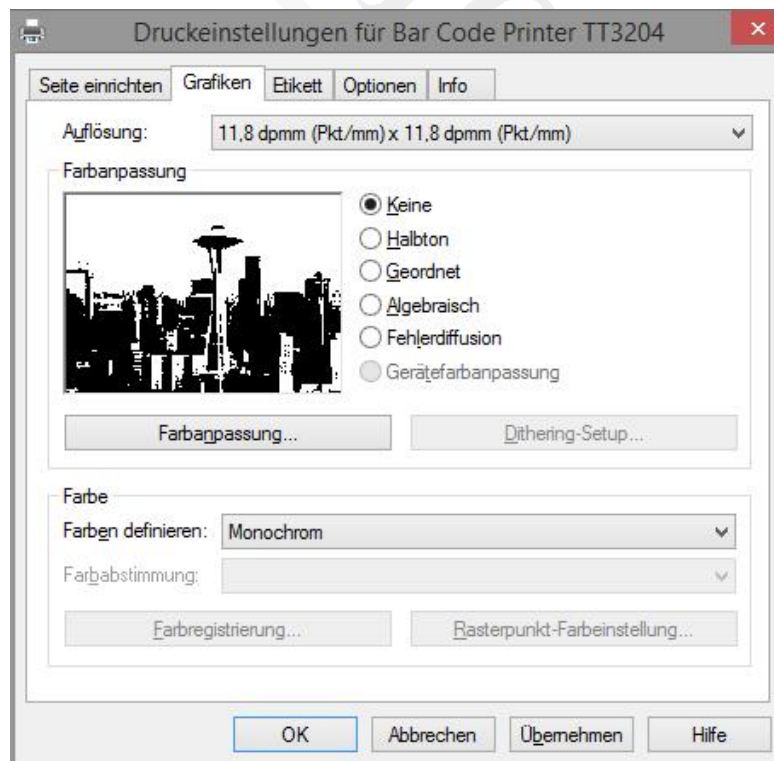 Druckeinstellungen für Bar Code Printer TT3204
Seite einrichten Grafiken Etikett Optionen Info
Auflösung: 11,8 dpmm (Pkt/mm) x 11,8 dpmm (Pkt/mm)
Farbanpassung
Keine
Halbton
Geordnet
Algebraisch
Fehlerdiffusion
Gerätefarbanpassung
Farbanpassung... Dithering-Setup...
Farbe
Farben definieren: Monochrom
Farbabstimmung:
Farbregistrierung... Rasterpunkt-Farbeinstellung...
OK Abbrechen Übernehmen Hilfe